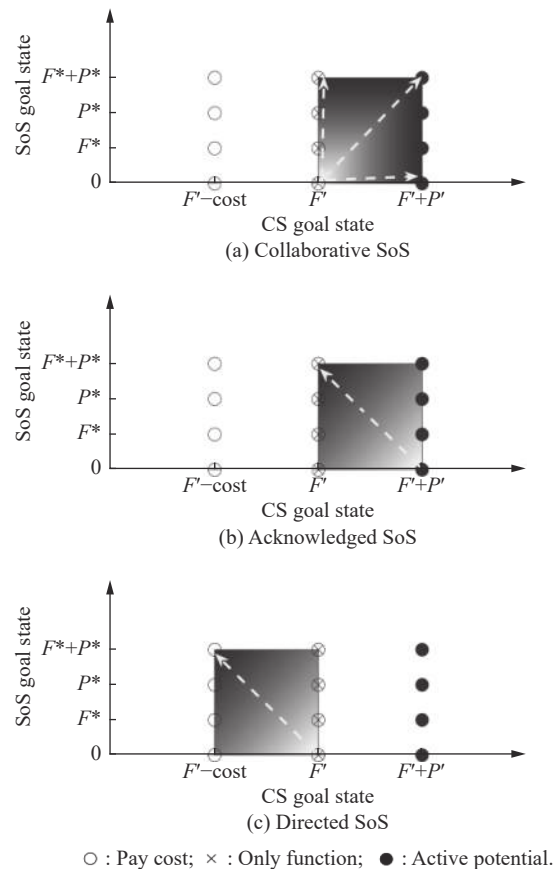 SoS goal state
F*+P*
P*
F*
0
F′−cost F′ F′+P′
CS goal state
(a) Collaborative SoS
SoS goal state
F*+P*
P*
F*
0
F′−cost F′ F′+P′
CS goal state
(b) Acknowledged SoS
SoS goal state
F*+P*
P*
F*
0
F′−cost F′ F′+P′
CS goal state
(c) Directed SoS
○ : Pay cost; × : Only function; ● : Active potential.